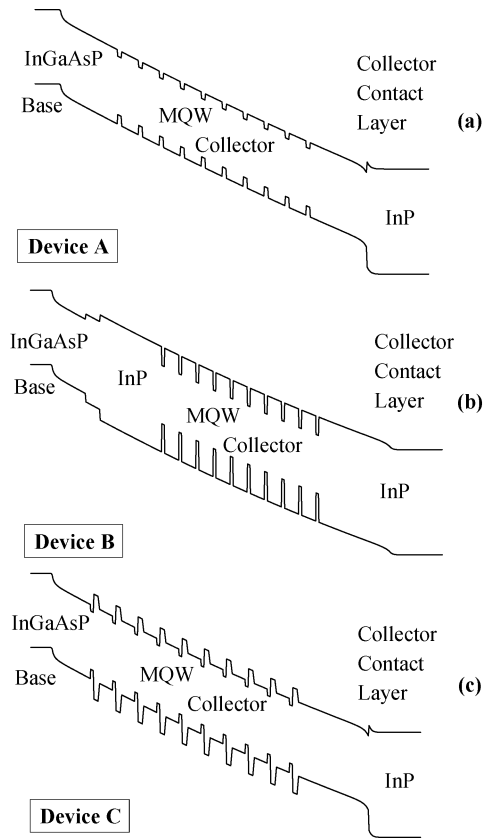 InGaAsP
Base
MQW
Collector
Collector
Contact
Layer
(a)
InP
Device A
InGaAsP
Base
InP
MQW
Collector
Collector
Contact
Layer
(b)
InP
Device B
InGaAsP
Base
MQW
Collector
Collector
Contact
Layer
(c)
InP
Device C